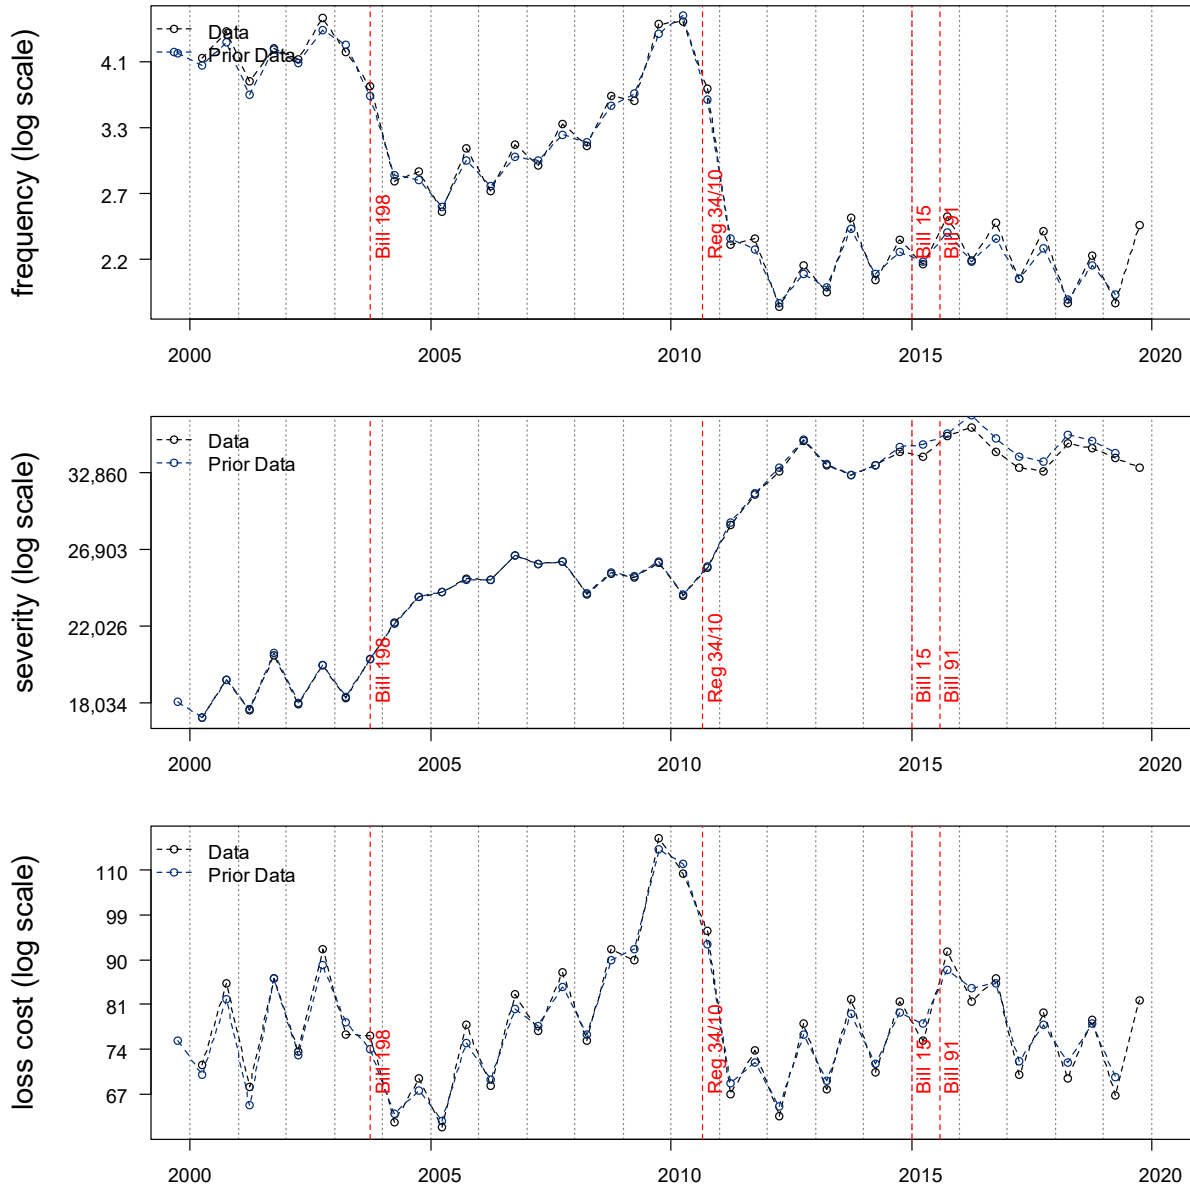 frequency (log scale)
4.1
3.3
2.7
2.2
Data
Prior Data
Bill 198
Reg 34/10
Bill 15
Bill 91
2000 2005 2010 2015 2020
severity (log scale)
32,860
26,903
22,026
18,034
Data
Prior Data
Bill 198
Reg 34/10
Bill 15
Bill 91
2000 2005 2010 2015 2020
loss cost (log scale)
110
99
90
81
74
67
Data
Prior Data
Bill 198
Reg 34/10
Bill 15
Bill 91
2000 2005 2010 2015 2020